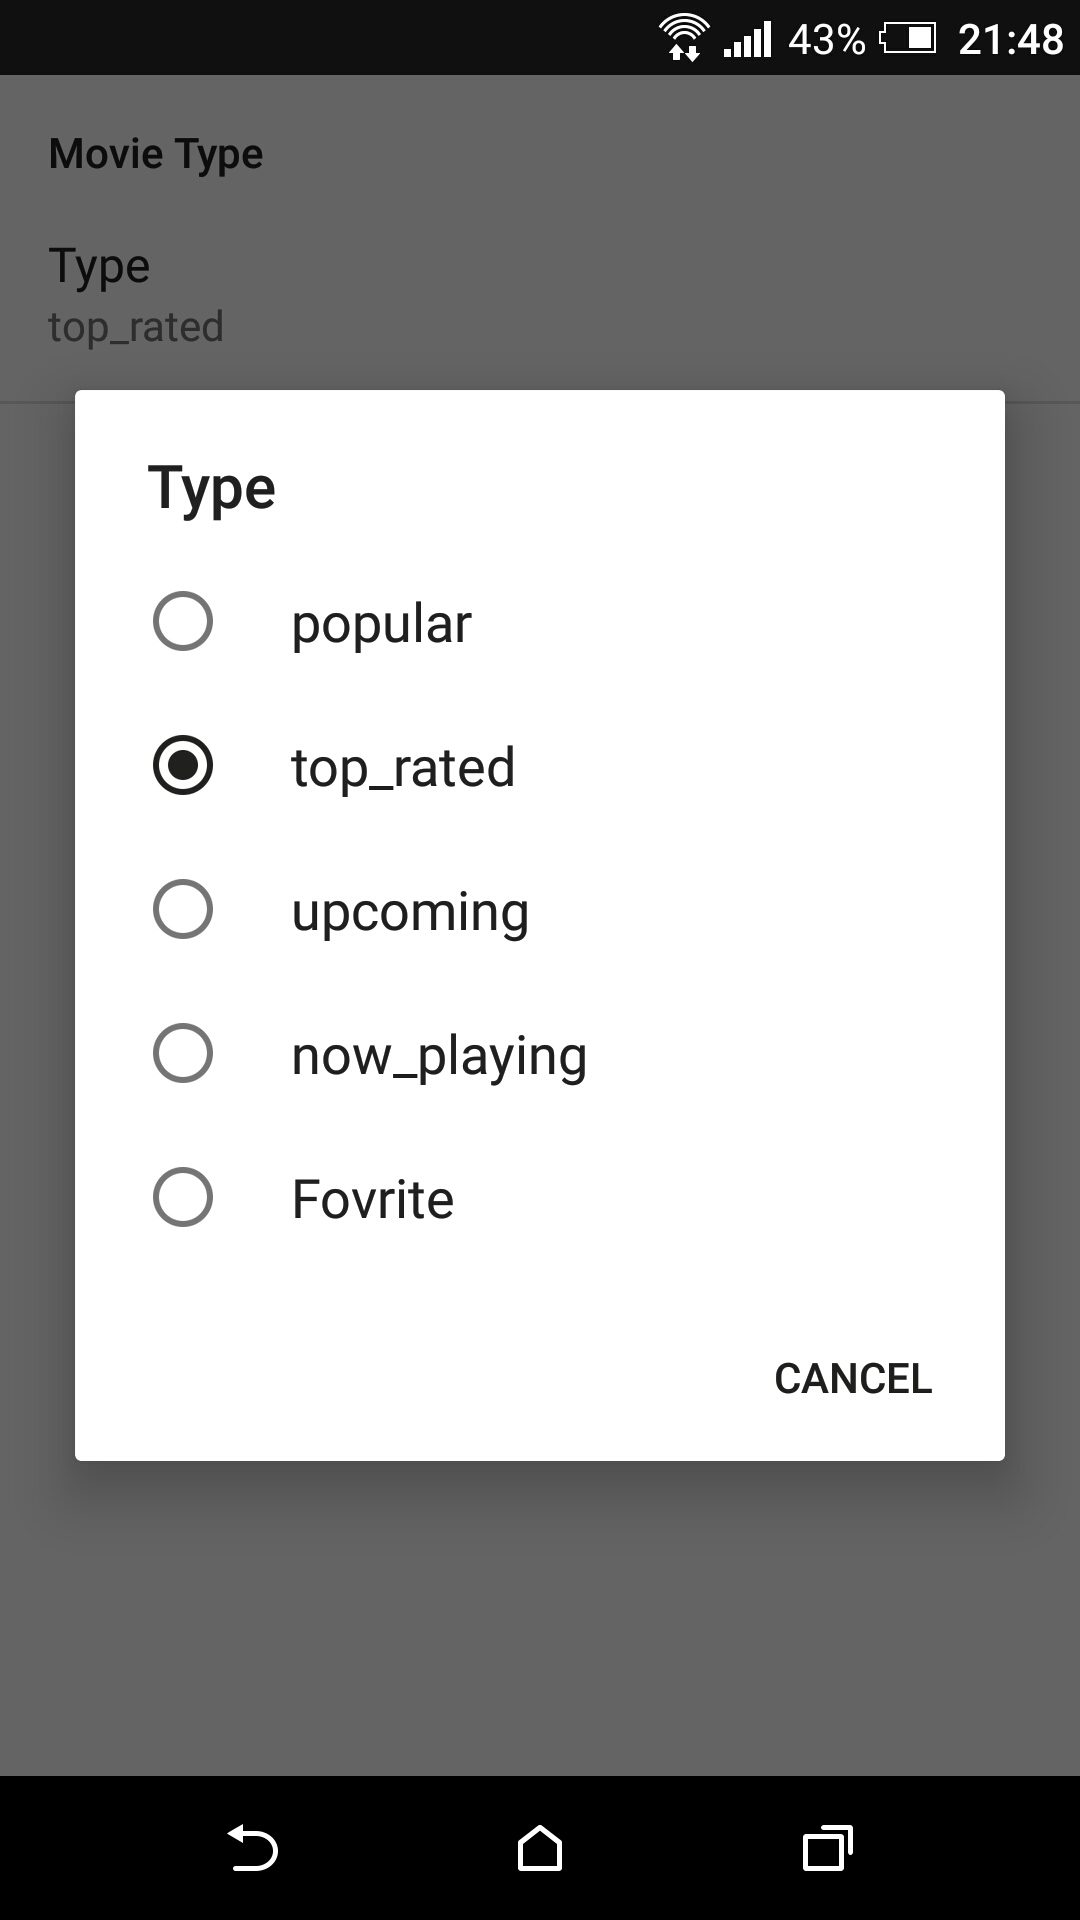 43% 21:48
Movie Type
Type
top_rated
Type
popular
top_rated
upcoming
now_playing
Fovrite
CANCEL